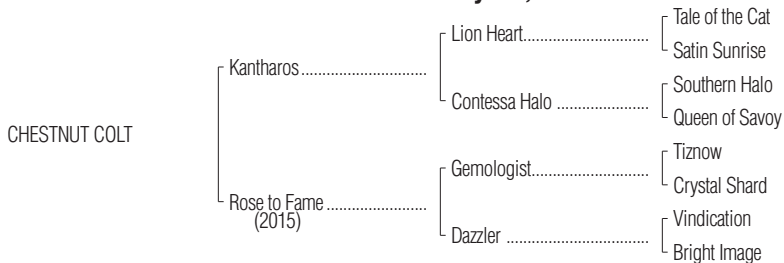 Tale of the Cat
Lion Heart
Satin Sunrise
Kantharos
Southern Halo
Contessa Halo
Queen of Savoy
CHESTNUT COLT
Tiznow
Gemologist
Crystal Shard
Rose to Fame
(2015)
Vindication
Dazzler
Bright Image